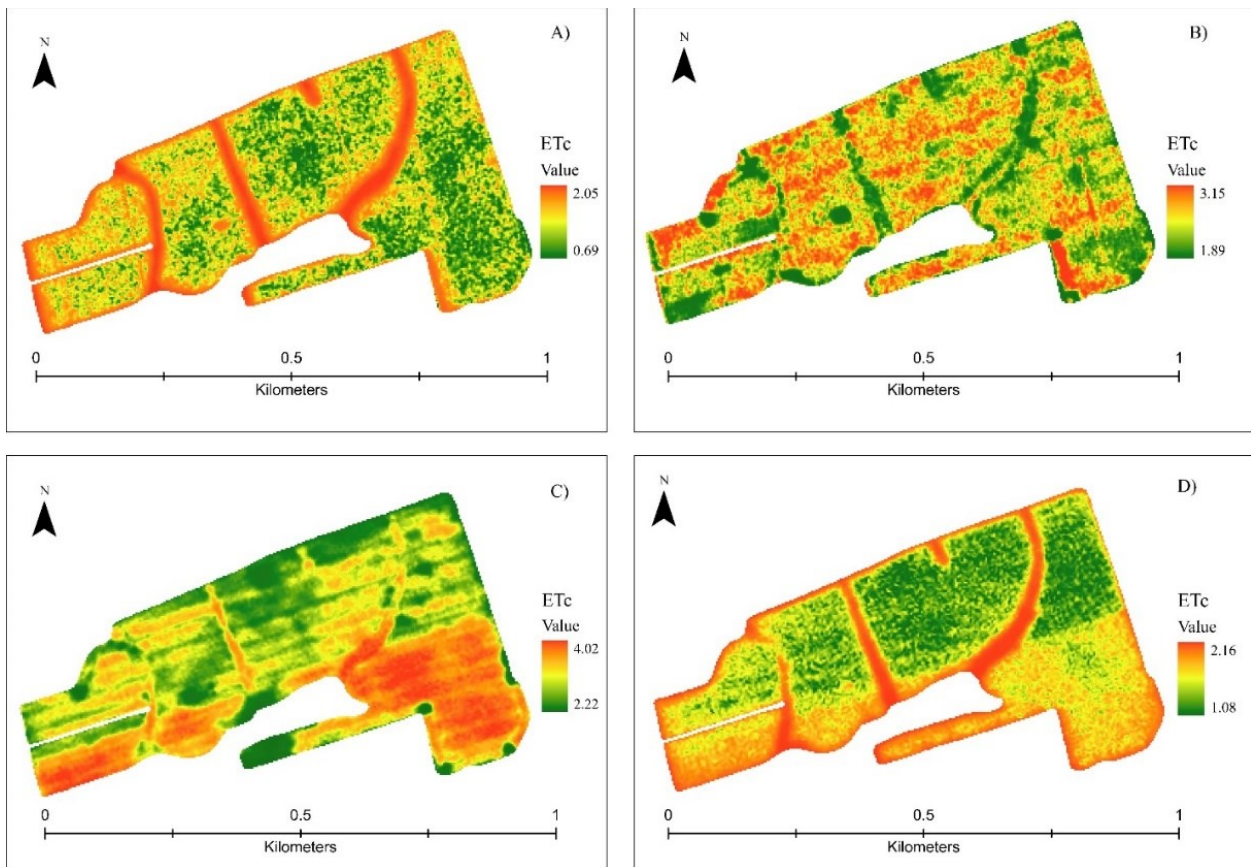 N
A)
ETc
Value
2.05
0.69
0 0.5 1
Kilometers
N
B)
ETc
Value
3.15
1.89
0 0.5 1
Kilometers
N
C)
ETc
Value
4.02
2.22
0 0.5 1
Kilometers
N
D)
ETc
Value
2.16
1.08
0 0.5 1
Kilometers